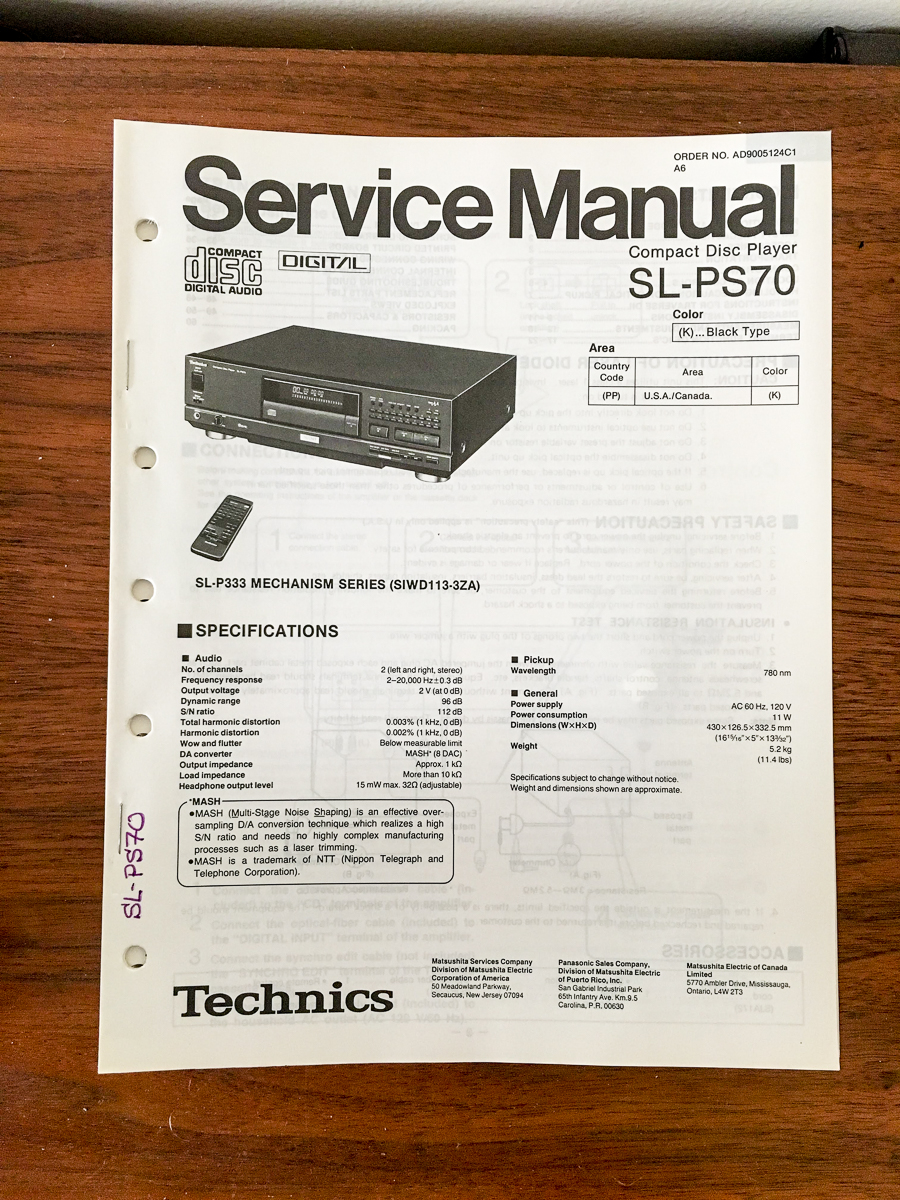 ORDER NO. AD9005124C1
A6
Service Manual
COMPACT
disc
DIGITAL AUDIO
DIGITAL
Compact Disc Player
SL-PS70
Color
(K)...Black Type
Area
Country Code Area Color
(PP) U.S.A./Canada. (K)
Technics
SL-P333 MECHANISM SERIES (SIWD113-3ZA)
■ SPECIFICATIONS
■ Audio
No. of channels 2 (left and right, stereo)
Frequency response 2~20,000 Hz±0.3 dB
Output voltage 2 V (at 0 dB)
Dynamic range 96 dB
S/N ratio 112 dB
Total harmonic distortion 0.003% (1 kHz, 0 dB)
Harmonic distortion 0.002% (1 kHz, 0 dB)
Wow and flutter Below measurable limit
DA converter MASH* (8 DAC)
Output impedance Approx. 1 kΩ
Load impedance More than 10 kΩ
Headphone output level 15 mW max. 32Ω (adjustable)
*MASH
●MASH (Multi-Stage Noise Shaping) is an effective over-
sampling D/A conversion technique which realizes a high
S/N ratio and needs no highly complex manufacturing
processes such as a laser trimming.
●MASH is a trademark of NTT (Nippon Telegraph and
Telephone Corporation).
■ Pickup
Wavelength 780 nm
■ General
Power supply AC 60 Hz, 120 V
Power consumption 11 W
Dimensions (W×H×D) 430×126.5×332.5 mm
(16 15/16"×5"×13 3/32")
Weight 5.2 kg
(11.4 lbs)
Specifications subject to change without notice.
Weight and dimensions shown are approximate.
SL-PS70
Technics
Matsushita Services Company
Division of Matsushita Electric
Corporation of America
50 Meadowland Parkway,
Secaucus, New Jersey 07094
Panasonic Sales Company,
Division of Matsushita Electric
of Puerto Rico, Inc.
San Gabriel Industrial Park
65th Infantry Ave. Km.9.5
Carolina, P.R. 00630
Matsushita Electric of Canada
Limited
5770 Ambler Drive, Mississauga,
Ontario, L4W 2T3